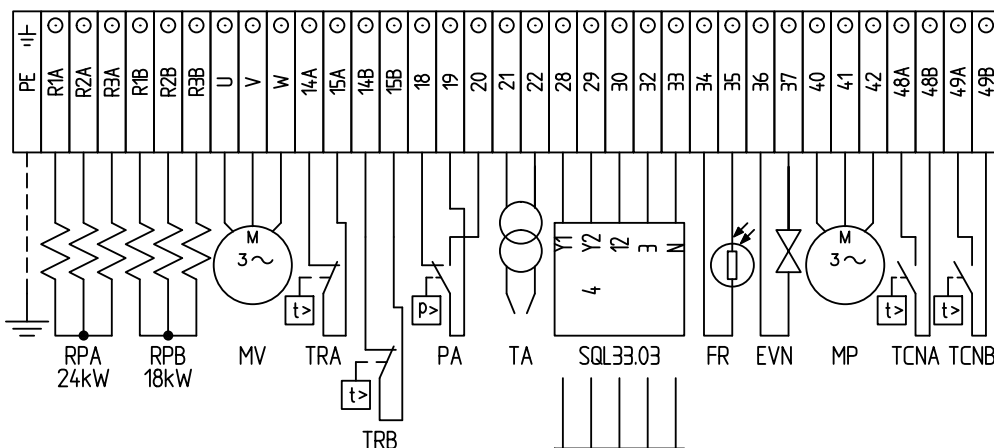 PE R1A R2A R3A R1B R2B R3B U V W 14A 15A 14B 15B 18 19 20 21 22 28 29 30 32 33 34 35 36 37 40 41 42 48A 48B 49A 49B
Y1 Y2 12 3 N
M M
3~ 3~
4
t> p> t> t>
RPA RPB MV TRA PA TA SQL33.03 FR EVN MP TCNA TCNB
24kW 18kW
t>
TRB